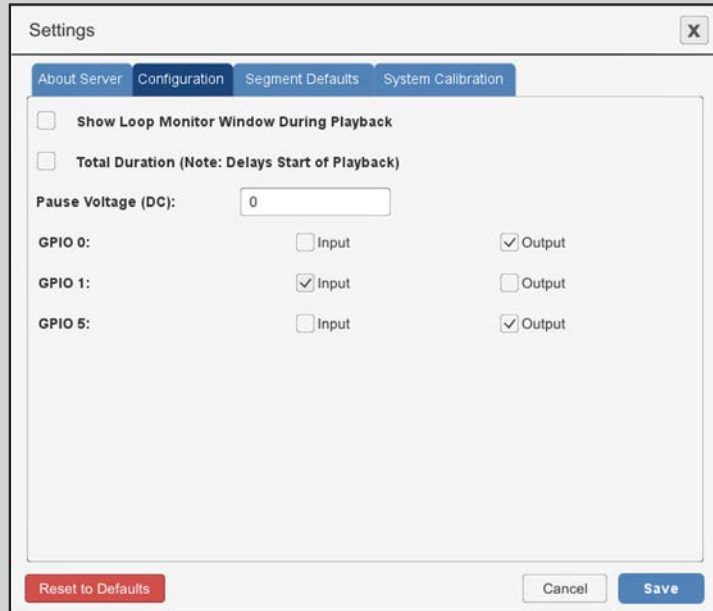 Settings
X
About Server Configuration Segment Defaults System Calibration
Show Loop Monitor Window During Playback
Total Duration (Note: Delays Start of Playback)
Pause Voltage (DC): 0
GPIO 0: Input Output
GPIO 1: Input Output
GPIO 5: Input Output
Reset to Defaults Cancel Save